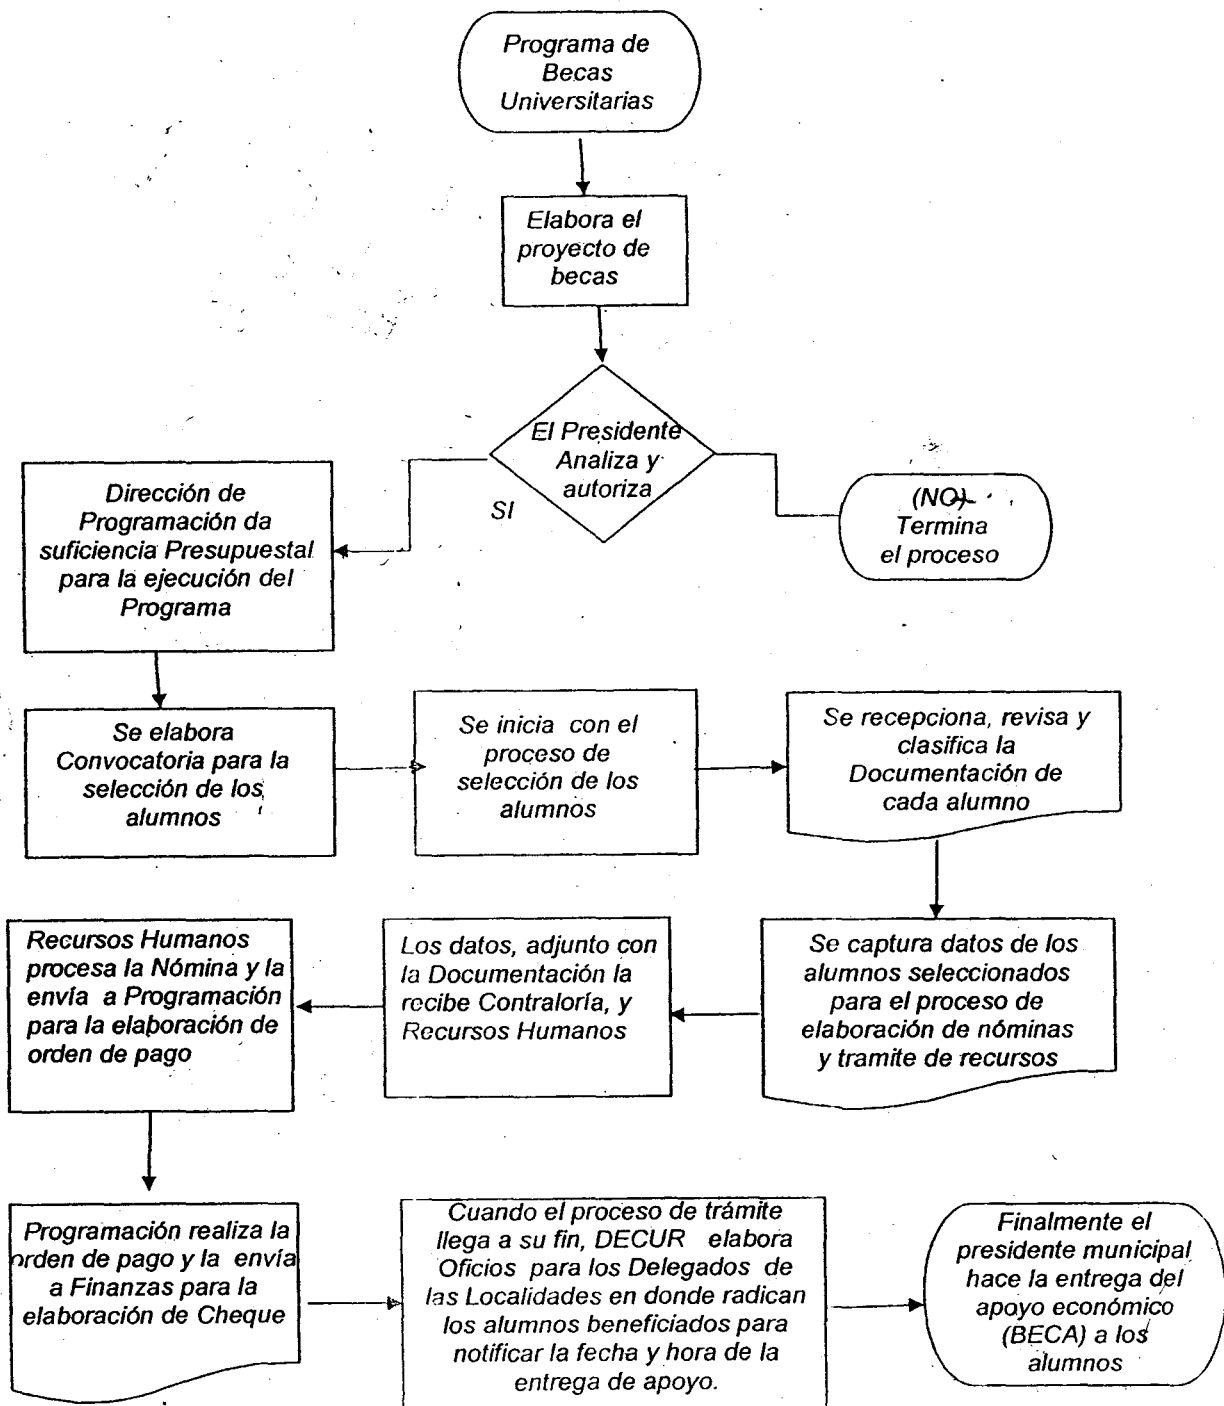 Programa de
Becas
Universitarias
Elabora el
proyecto de
becas
El Presidente
Analiza y
autoriza
SI
(NO)
Termina
el proceso
Dirección de
Programación da
suficiencia Presupuestal
para la ejecución del
Programa
Se elabora
Convocatoria para la
selección de los
alumnos
Se inicia con el
proceso de
selección de los
alumnos
Se recepciona, revisa y
clasifica la
Documentación de
cada alumno
Se captura datos de los
alumnos seleccionados
para el proceso de
elaboración de nóminas
y tramite de recursos
Los datos, adjunto con
la Documentación la
recibe Contraloría, y
Recursos Humanos
Recursos Humanos
procesa la Nómina y la
envía a Programación
para la elaboración de
orden de pago
Programación realiza la
orden de pago y la envía
a Finanzas para la
elaboración de Cheque
Cuando el proceso de trámite
llega a su fin, DECUR elabora
Oficios para los Delegados de
las Localidades en donde radican
los alumnos beneficiados para
notificar la fecha y hora de la
entrega de apoyo.
Finalmente el
presidente municipal
hace la entrega del
apoyo económico
(BECA) a los
alumnos